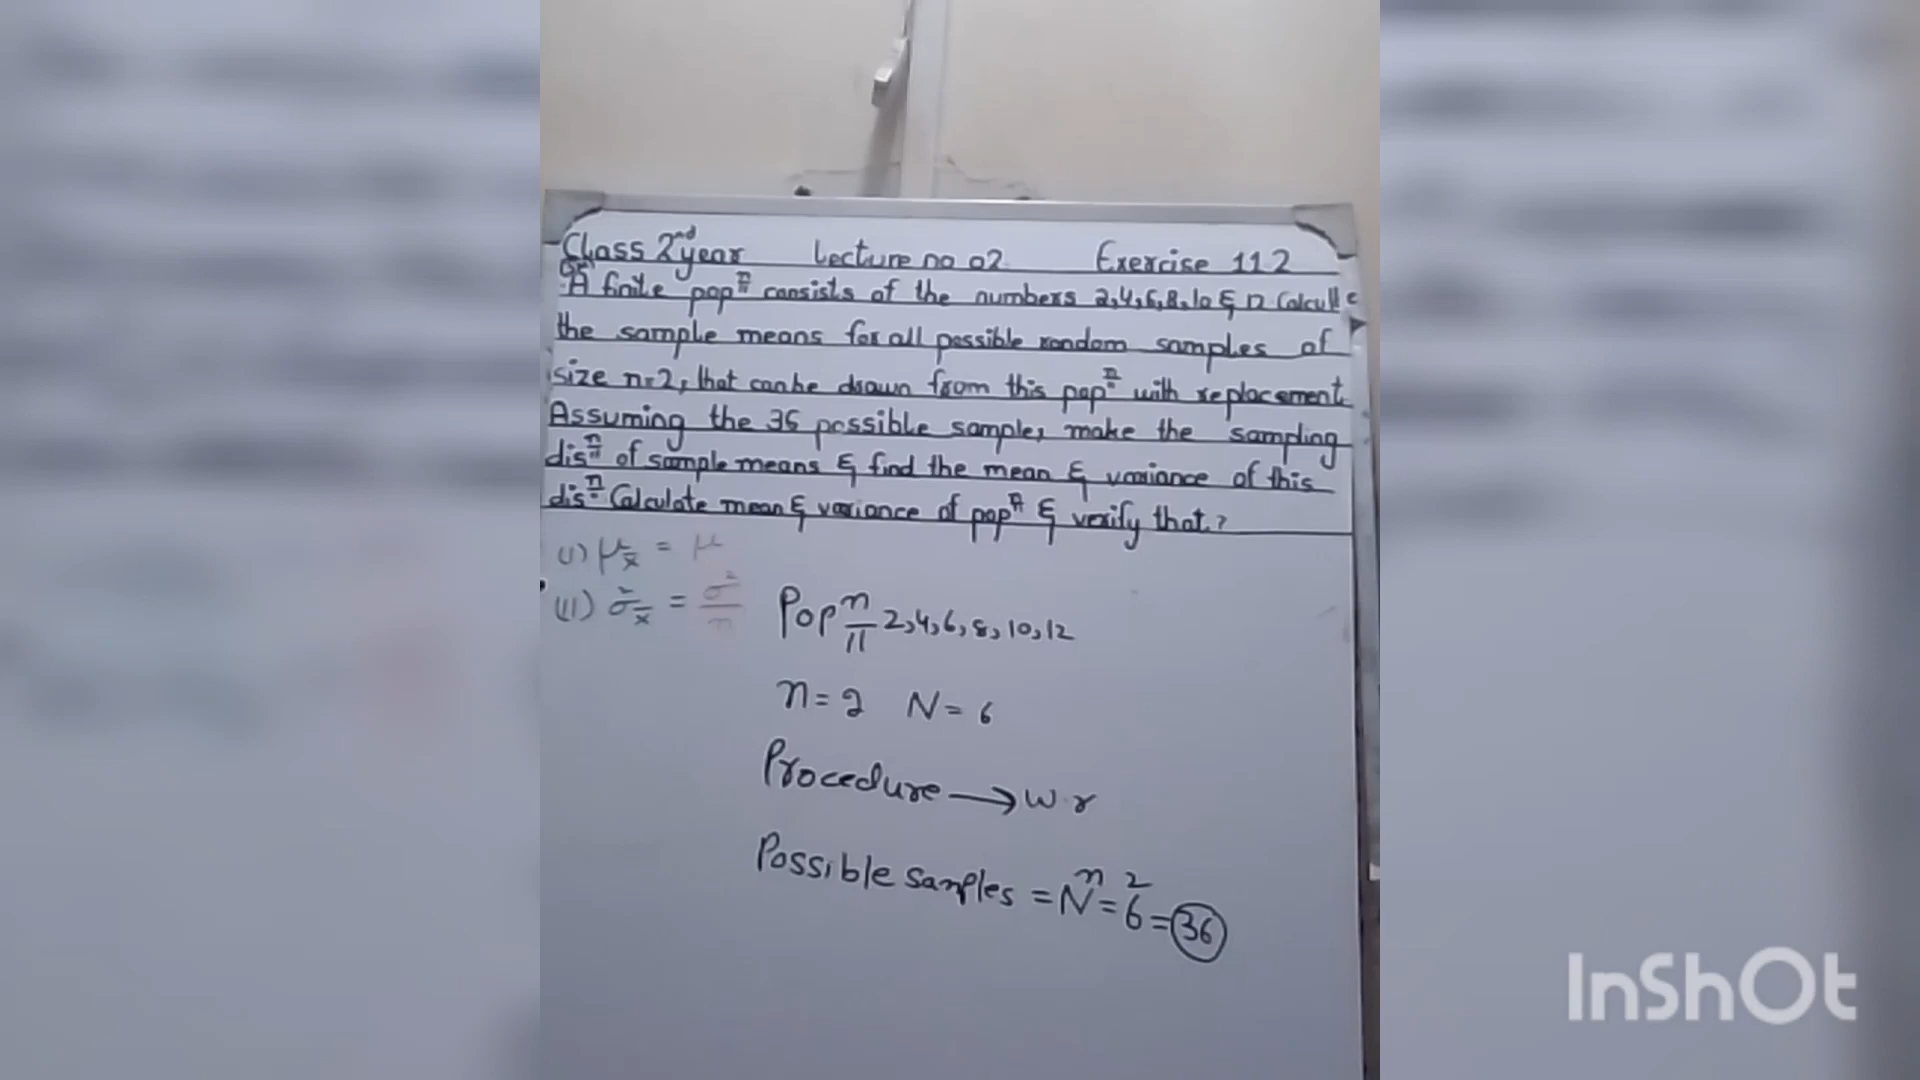 Class 2nd year Lecture no 02 Exercise 11.2
A finite popn consists of the numbers 2,4,6,8,10 & 12. Calcul
the sample means for all possible random samples of
size n=2, that can be drawn from this popn with replacement
Assuming the 36 possible samples make the sampling
disn of sample means & find the mean & variance of this
disn. Calculate mean & variance of popn & verify that?
(I) μx̄ = μ
(II) σ²x̄ = σ²/n
Popn 2,4,6,8,10,12
n=2 N=6
Procedure → w.r
Possible samples = Nⁿ = 6² = 36
InShOt